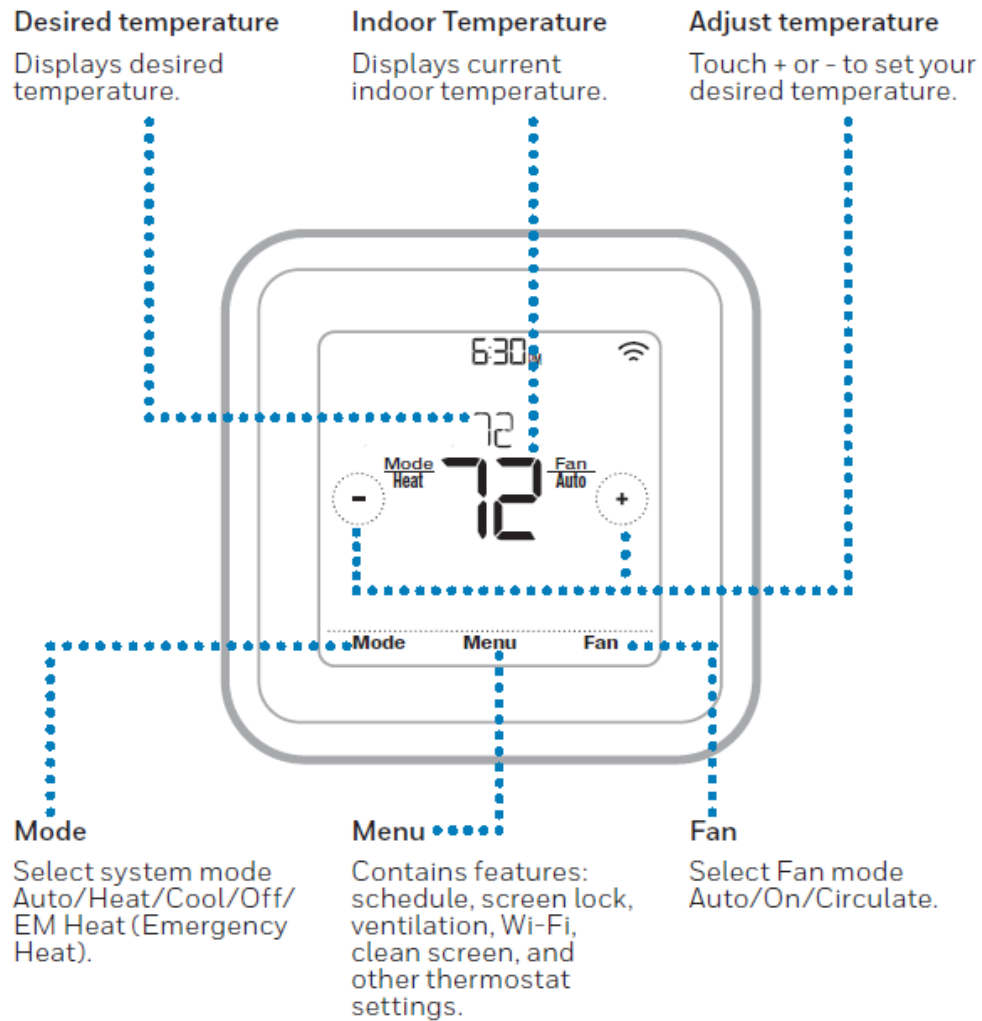 Desired temperature
Displays desired
temperature.
Indoor Temperature
Displays current
indoor temperature.
Adjust temperature
Touch + or - to set your
desired temperature.
6:30
72
Mode
Heat
72
Fan
Auto
-
+
Mode Menu Fan
Mode
Select system mode
Auto/Heat/Cool/Off/
EM Heat (Emergency
Heat).
Menu
Contains features:
schedule, screen lock,
ventilation, Wi-Fi,
clean screen, and
other thermostat
settings.
Fan
Select Fan mode
Auto/On/Circulate.